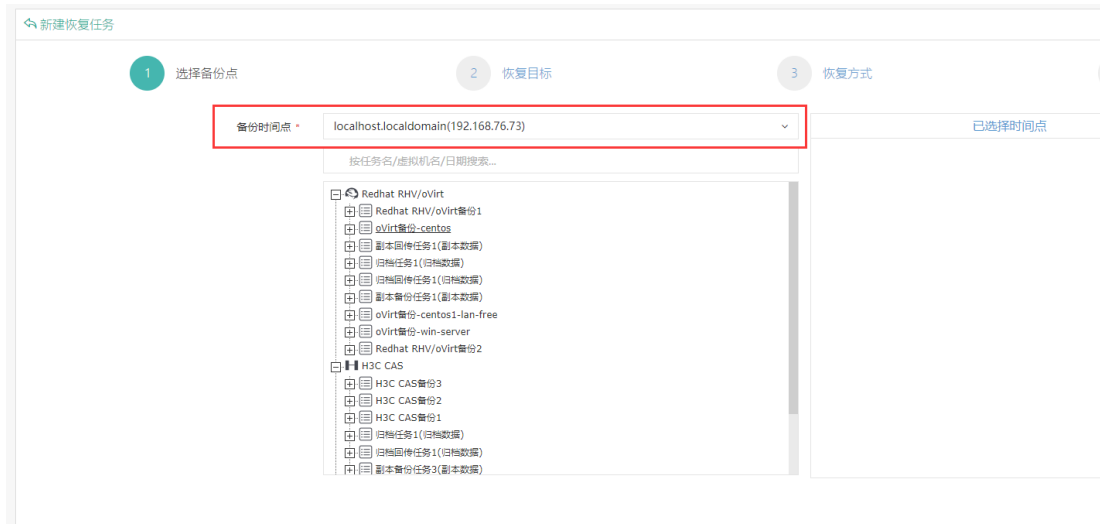 新建恢复任务
1 选择备份点 2 恢复目标 3 恢复方式
备份时间点 * localhost.localdomain(192.168.76.73) 已选择时间点
按任务名/虚拟机名/日期搜索...
Redhat RHV/oVirt
Redhat RHV/oVirt备份1
oVirt备份-centos
副本回传任务1(副本数据)
归档任务1(归档数据)
归档回传任务1(归档数据)
副本备份任务1(副本数据)
oVirt备份-centos1-lan-free
oVirt备份-win-server
Redhat RHV/oVirt备份2
H3C CAS
H3C CAS备份3
H3C CAS备份2
H3C CAS备份1
归档任务1(归档数据)
归档回传任务1(归档数据)
副本备份任务3(副本数据)